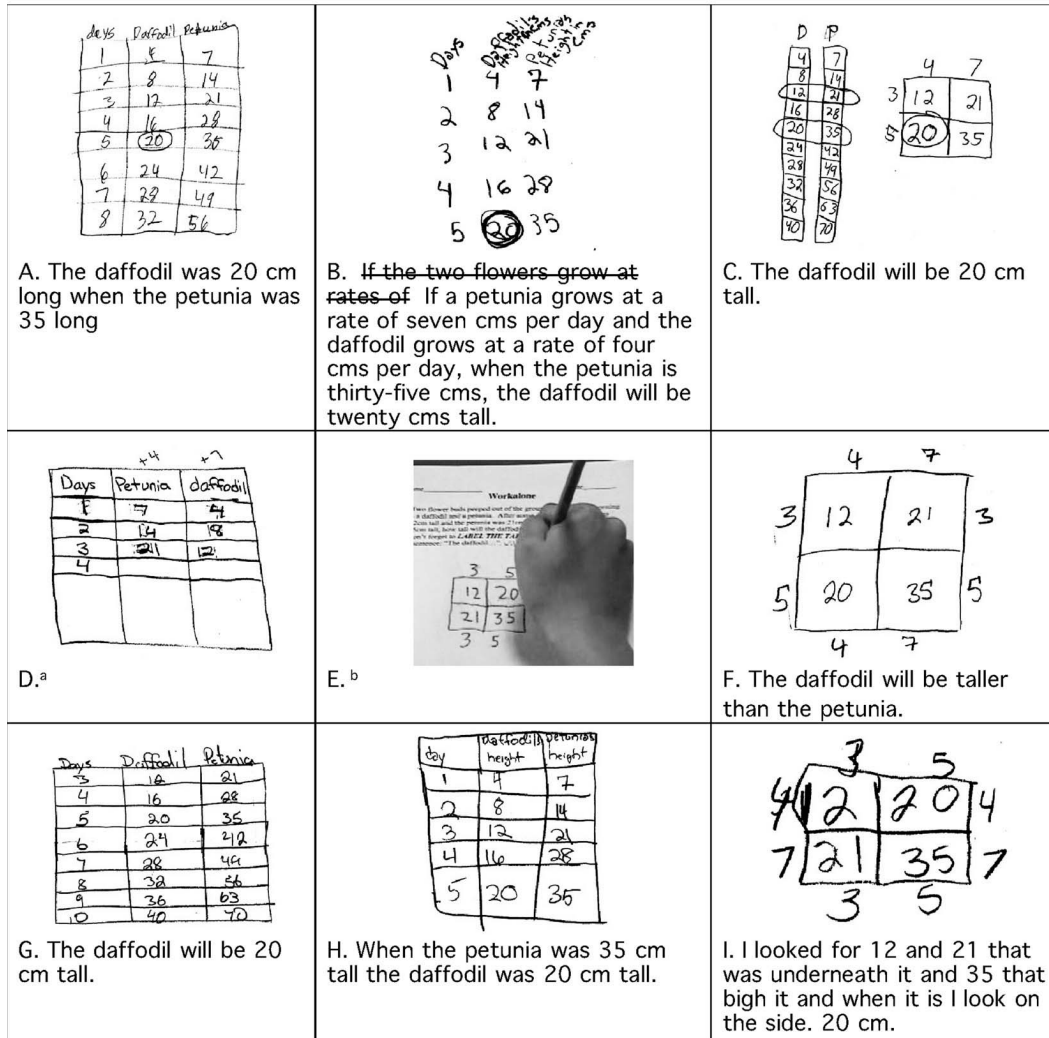 days Daffodil Petunia
1 4 7
2 8 14
3 12 21
4 16 28
5 20 35
6 24 42
7 28 49
8 32 56
A. The daffodil was 20 cm
long when the petunia was
35 long
Days Daffodils Height in cms Petunias Height in cms
1 4 7
2 8 14
3 12 21
4 16 28
5 20 35
B. If the two flowers grow at
rates of If a petunia grows at a
rate of seven cms per day and the
daffodil grows at a rate of four
cms per day, when the petunia is
thirty-five cms, the daffodil will be
twenty cms tall.
D P
4 7
8 14
12 21
16 28
20 35
24 42
28 49
32 56
36 63
40 70
4 7
3 12 21
5 20 35
C. The daffodil will be 20 cm
tall.
+4 +7
Days Petunia daffodil
1 7 4
2 14 8
3 21 12
4
D.a
Workalone
3 5
12 20
21 35
3 5
E. b
4 7
3 12 21 3
5 20 35 5
4 7
F. The daffodil will be taller
than the petunia.
Days Daffodil Petunia
3 12 21
4 16 28
5 20 35
6 24 42
7 28 49
8 32 56
9 36 63
10 40 70
G. The daffodil will be 20
cm tall.
day Daffodils height petunias height
1 4 7
2 8 14
3 12 21
4 16 28
5 20 35
H. When the petunia was 35 cm
tall the daffodil was 20 cm tall.
3 5
4 12 20 4
7 21 35 7
3 5
I. I looked for 12 and 21 that
was underneath it and 35 that
bigh it and when it is I look on
the side. 20 cm.